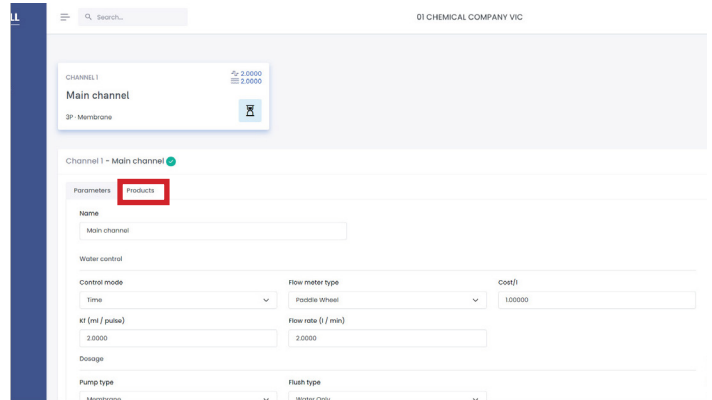 LL
Search...
01 CHEMICAL COMPANY VIC
CHANNEL 1
2.0000
2.0000
Main channel
3P · Membrane
Channel 1 - Main channel
Parameters Products
Name
Main channel
Water control
Control mode Flow meter type Cost/l
Time Paddle Wheel 1.00000
Kf (ml / pulse) Flow rate (l / min)
2.0000 2.0000
Dosage
Pump type Flush type
Membrane Water Only